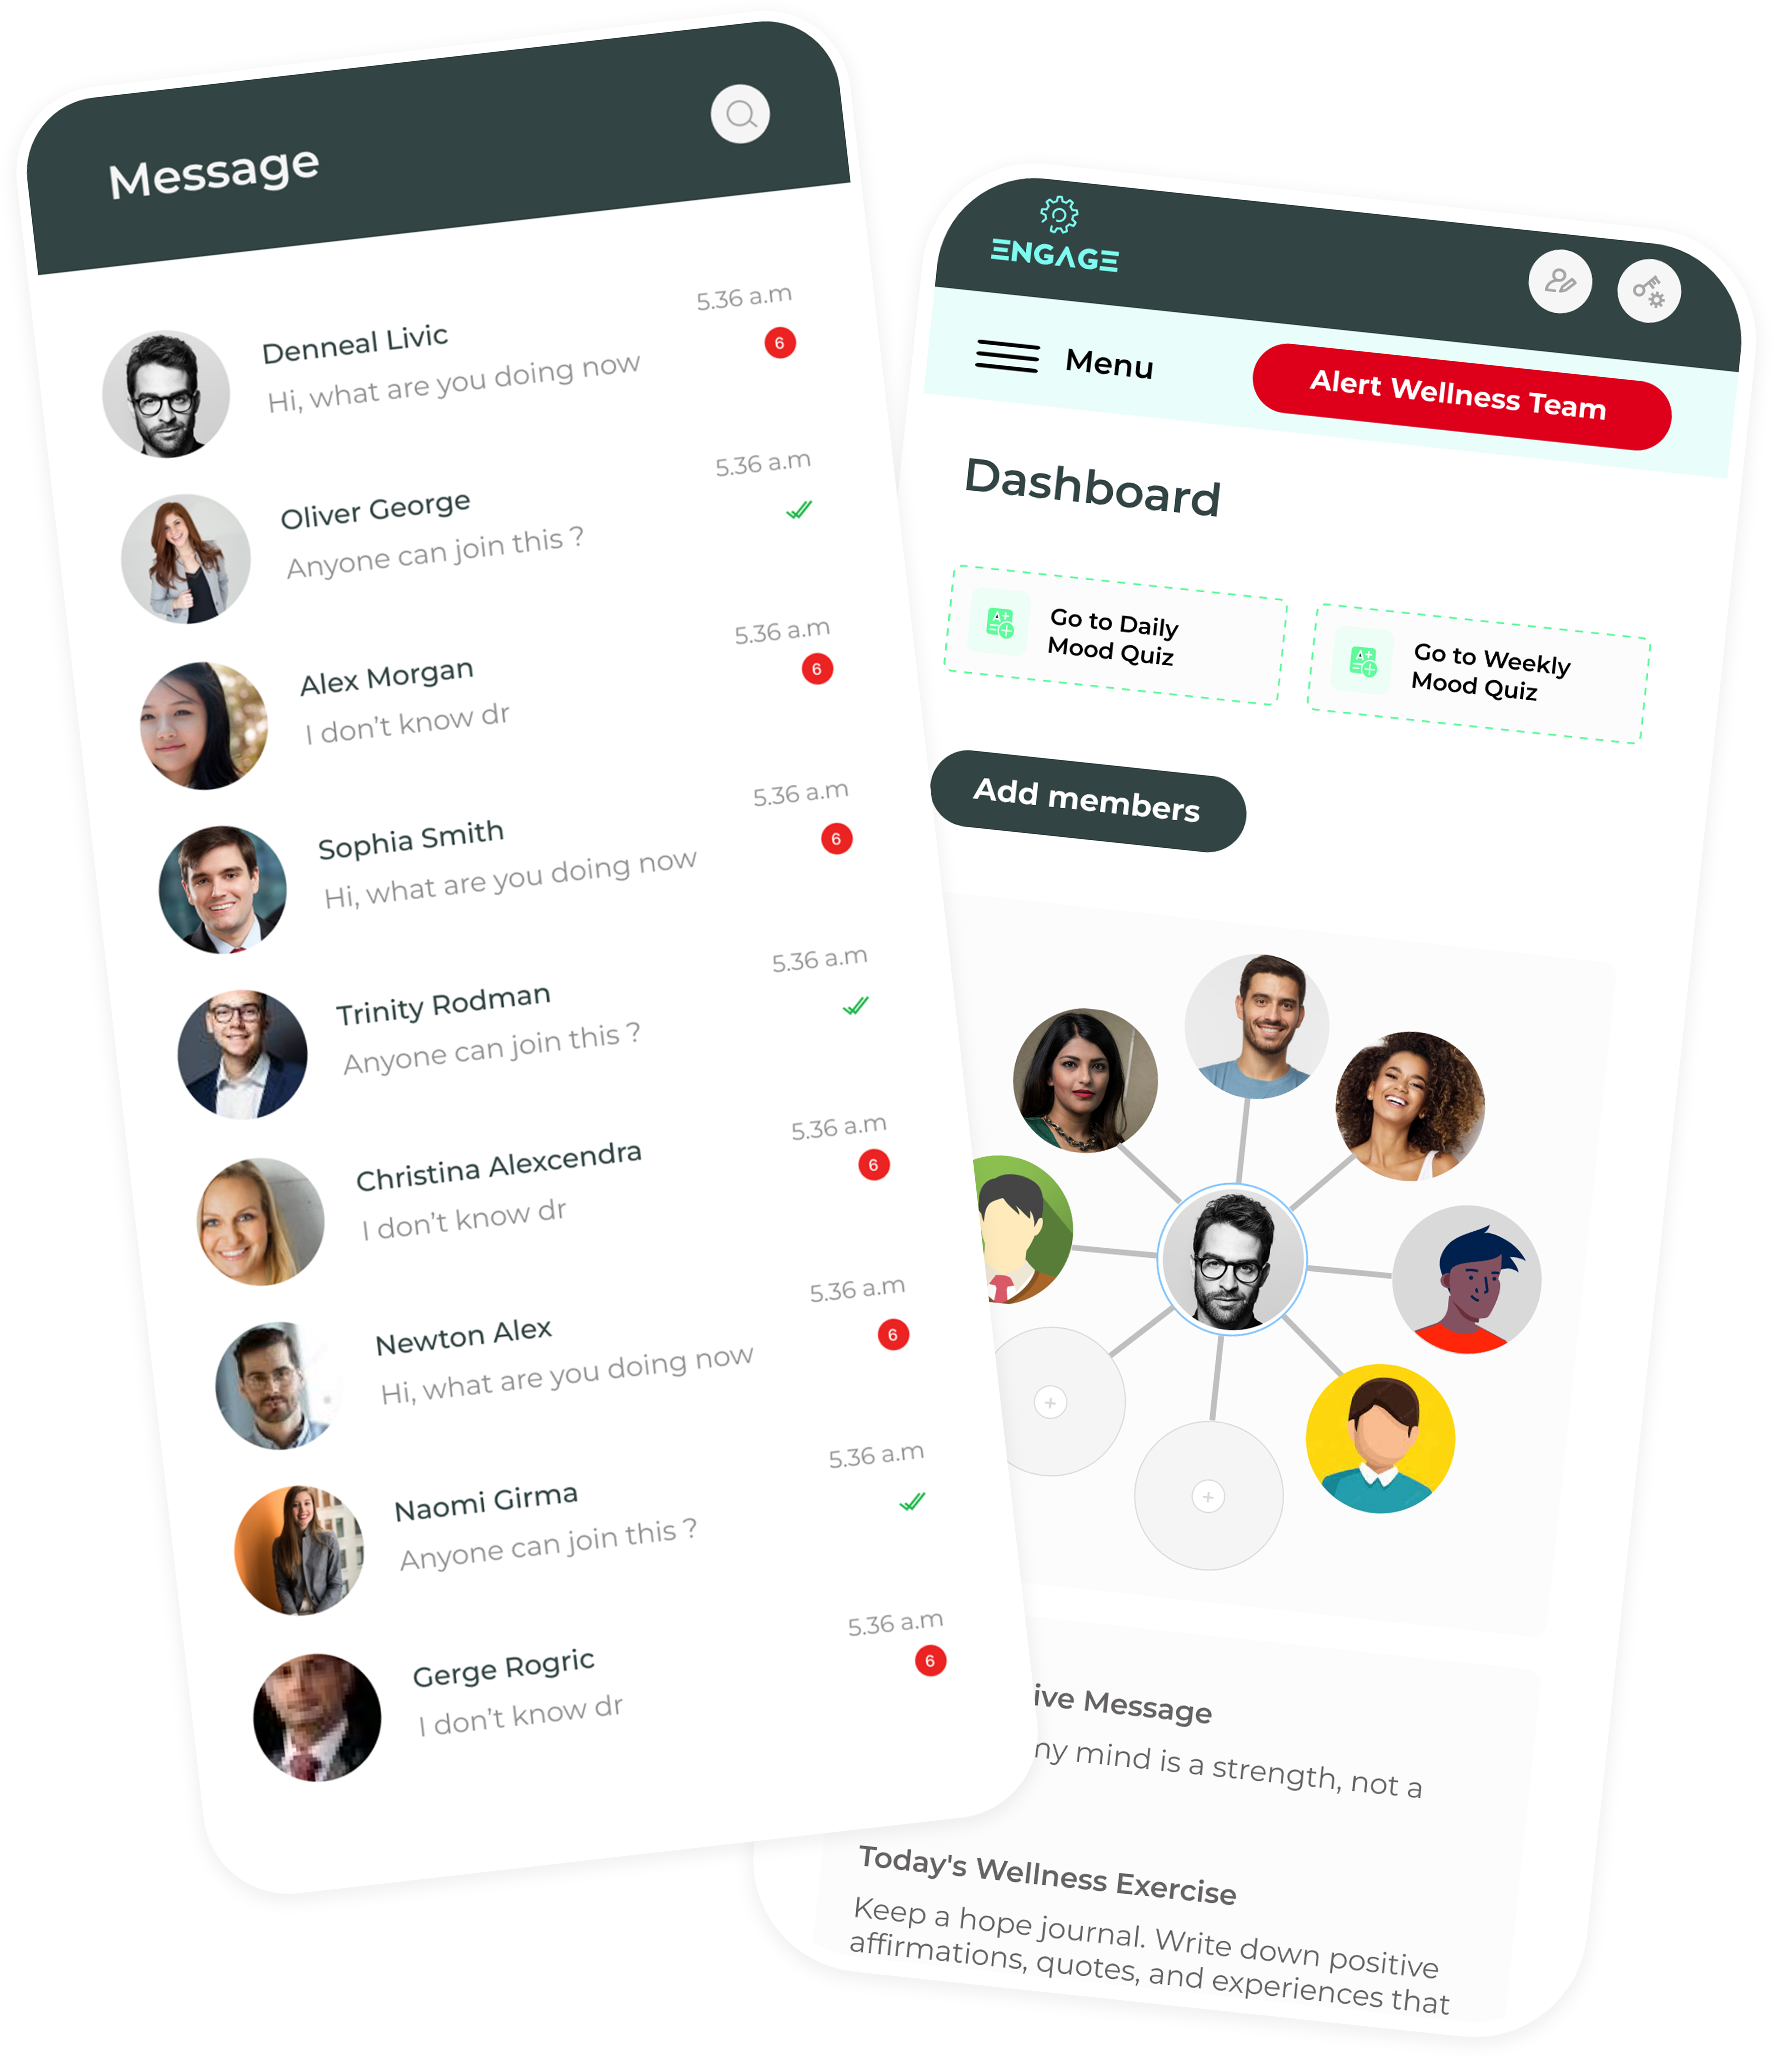 Message
Denneal Livic
5.36 a.m
Hi, what are you doing now
6
Oliver George
5.36 a.m
Anyone can join this ?
Alex Morgan
5.36 a.m
I don't know dr
6
Sophia Smith
5.36 a.m
Hi, what are you doing now
6
Trinity Rodman
5.36 a.m
Anyone can join this ?
Christina Alexcendra
5.36 a.m
I don't know dr
6
Newton Alex
5.36 a.m
Hi, what are you doing now
6
Naomi Girma
5.36 a.m
Anyone can join this ?
Gerge Rogric
5.36 a.m
I don't know dr
6
ENGAGE
Menu
Alert Wellness Team
Dashboard
Go to Daily
Mood Quiz
Go to Weekly
Mood Quiz
Add members
ive Message
my mind is a strength, not a
Today's Wellness Exercise
Keep a hope journal. Write down positive
affirmations, quotes, and experiences that